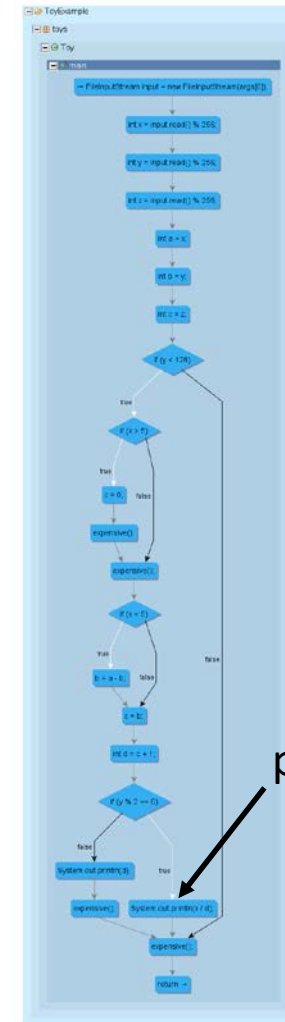 ToyExample
toys
Toy
main
FileInputStream input = new FileInputStream(args[0]);
int x = input.read() % 256;
int y = input.read() % 256;
int z = input.read() % 256;
int a = x;
int b = y;
int c = z;
if (y < 128)
true
if (x > 5)
true
false
c = 0;
expensive();
expensive();
if (x < 5)
true
false
false
b = a - b;
c = b;
int d = c + 1;
p
if (y % 2 == 0)
false
true
System.out.println(d);
expensive();
System.out.println(x / d);
expensive();
return